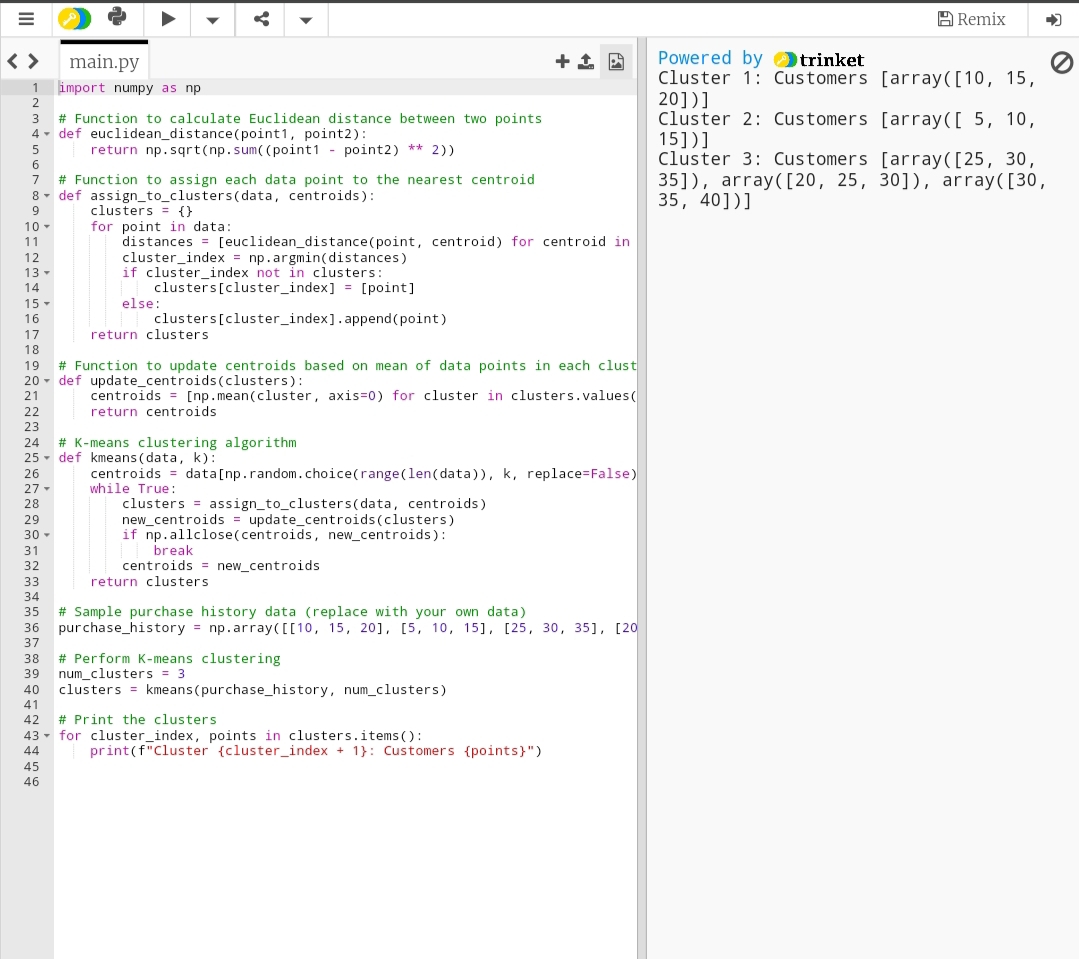 Remix
main.py
1 import numpy as np
2
3 # Function to calculate Euclidean distance between two points
4 def euclidean_distance(point1, point2):
5 return np.sqrt(np.sum((point1 - point2) ** 2))
6
7 # Function to assign each data point to the nearest centroid
8 def assign_to_clusters(data, centroids):
9 clusters = {}
10 for point in data:
11 distances = [euclidean_distance(point, centroid) for centroid in
12 cluster_index = np.argmin(distances)
13 if cluster_index not in clusters:
14 clusters[cluster_index] = [point]
15 else:
16 clusters[cluster_index].append(point)
17 return clusters
18
19 # Function to update centroids based on mean of data points in each clust
20 def update_centroids(clusters):
21 centroids = [np.mean(cluster, axis=0) for cluster in clusters.values(
22 return centroids
23
24 # K-means clustering algorithm
25 def kmeans(data, k):
26 centroids = data[np.random.choice(range(len(data)), k, replace=False)
27 while True:
28 clusters = assign_to_clusters(data, centroids)
29 new_centroids = update_centroids(clusters)
30 if np.allclose(centroids, new_centroids):
31 break
32 centroids = new_centroids
33 return clusters
34
35 # Sample purchase history data (replace with your own data)
36 purchase_history = np.array([[10, 15, 20], [5, 10, 15], [25, 30, 35], [20
37
38 # Perform K-means clustering
39 num_clusters = 3
40 clusters = kmeans(purchase_history, num_clusters)
41
42 # Print the clusters
43 for cluster_index, points in clusters.items():
44 print(f"Cluster {cluster_index + 1}: Customers {points}")
45
46
Powered by trinket
Cluster 1: Customers [array([10, 15,
20])]
Cluster 2: Customers [array([ 5, 10,
15])]
Cluster 3: Customers [array([25, 30,
35]), array([20, 25, 30]), array([30,
35, 40])]